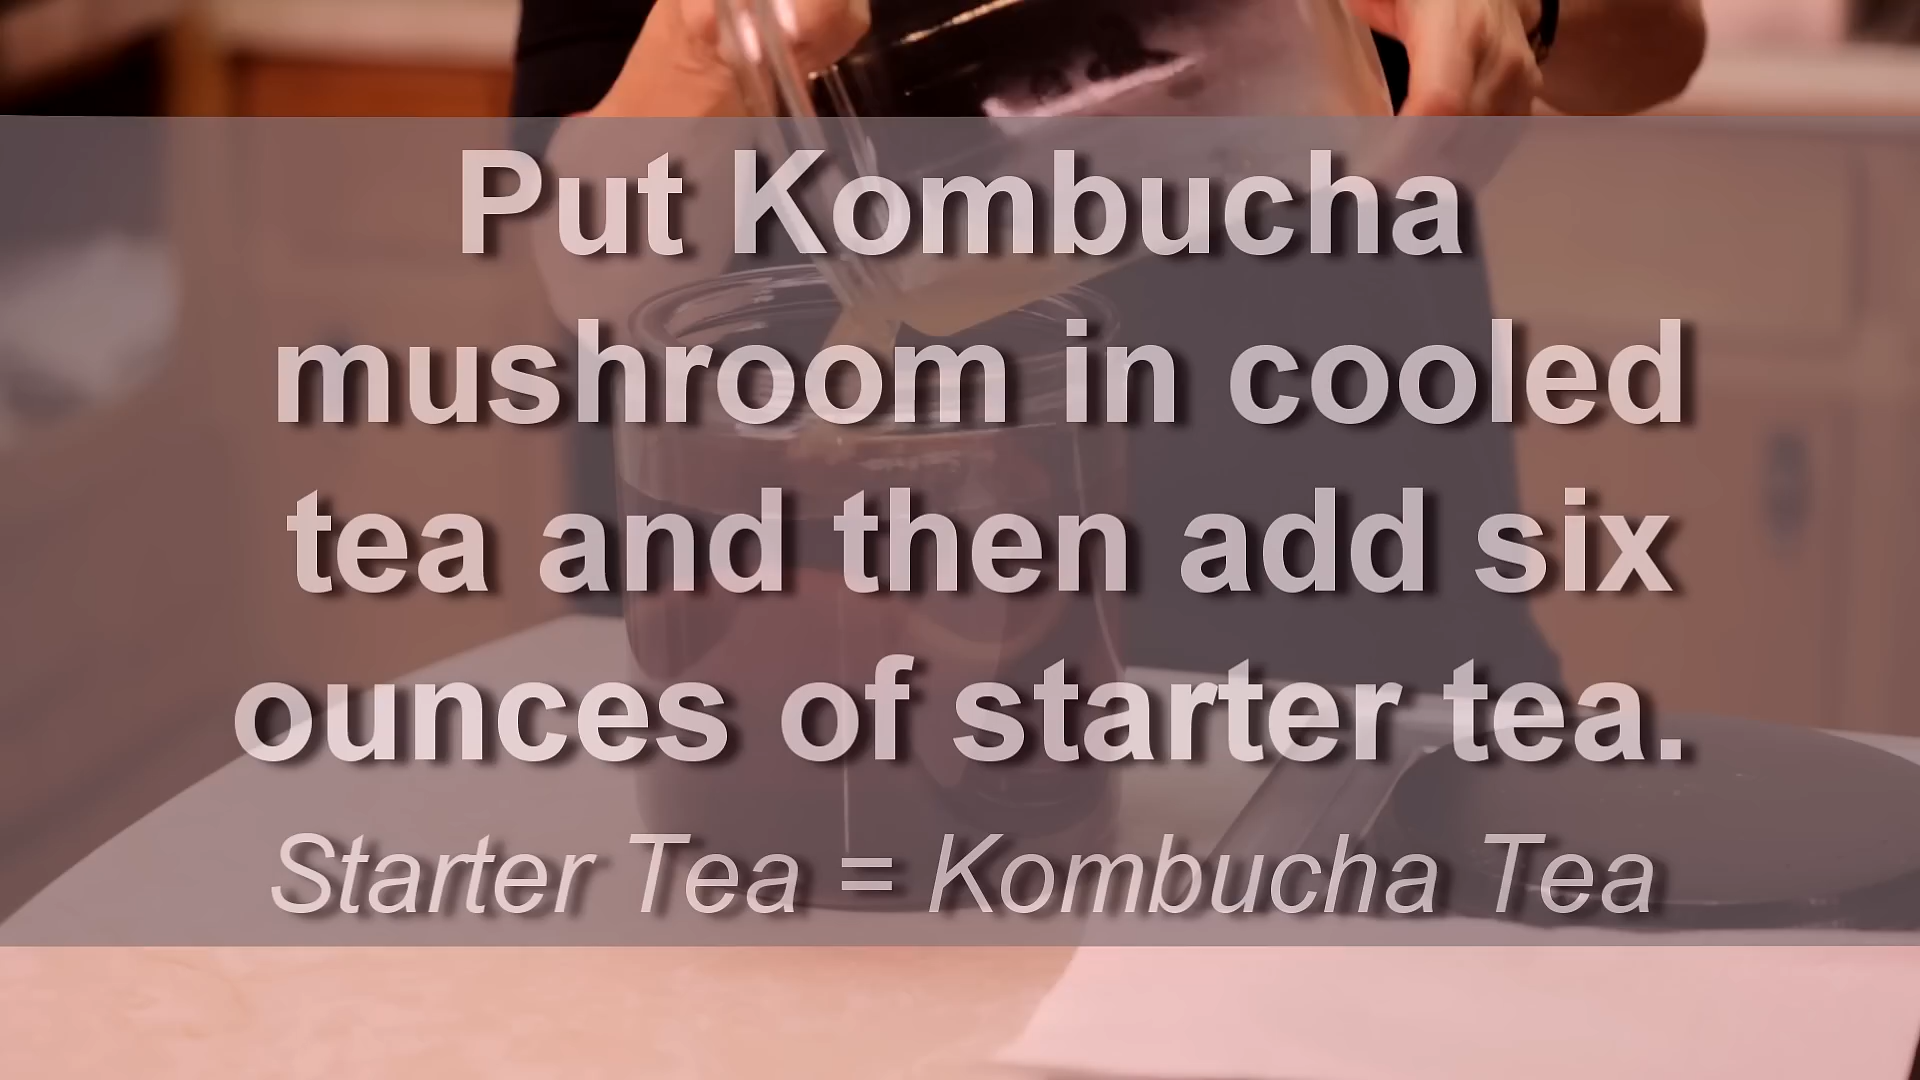 Put Kombucha
mushroom in cooled
tea and then add six
ounces of starter tea.
Starter Tea = Kombucha Tea